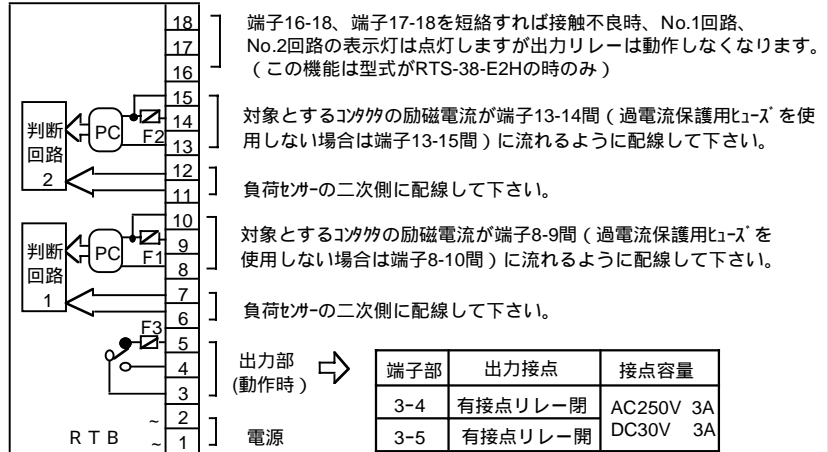 18
17
16
15
14
13
12
11
10
9
8
7
6
5
4
3
2
1
端子16-18、端子17-18を短絡すれば接触不良時、No.1回路、
No.2回路の表示灯は点灯しますが出力リレーは動作しなくなります。
（この機能は型式がRTS-38-E2Hの時のみ）
判断
回路
2
PC
F2
対象とするｺﾝﾀｸﾀの励磁電流が端子13-14間（過電流保護用ﾋｭｰｽﾞを使
用しない場合は端子13-15間）に流れるように配線して下さい。
負荷ｾﾝｻｰの二次側に配線して下さい。
判断
回路
1
PC
F1
対象とするｺﾝﾀｸﾀの励磁電流が端子8-9間（過電流保護用ﾋｭｰｽﾞを
使用しない場合は端子8-10間）に流れるように配線して下さい。
負荷ｾﾝｻｰの二次側に配線して下さい。
F3
出力部
(動作時）
端子部 出力接点 接点容量
3-4 有接点リレー閉 AC250V 3A
3-5 有接点リレー開 DC30V 3A
RTB
~
~
電源